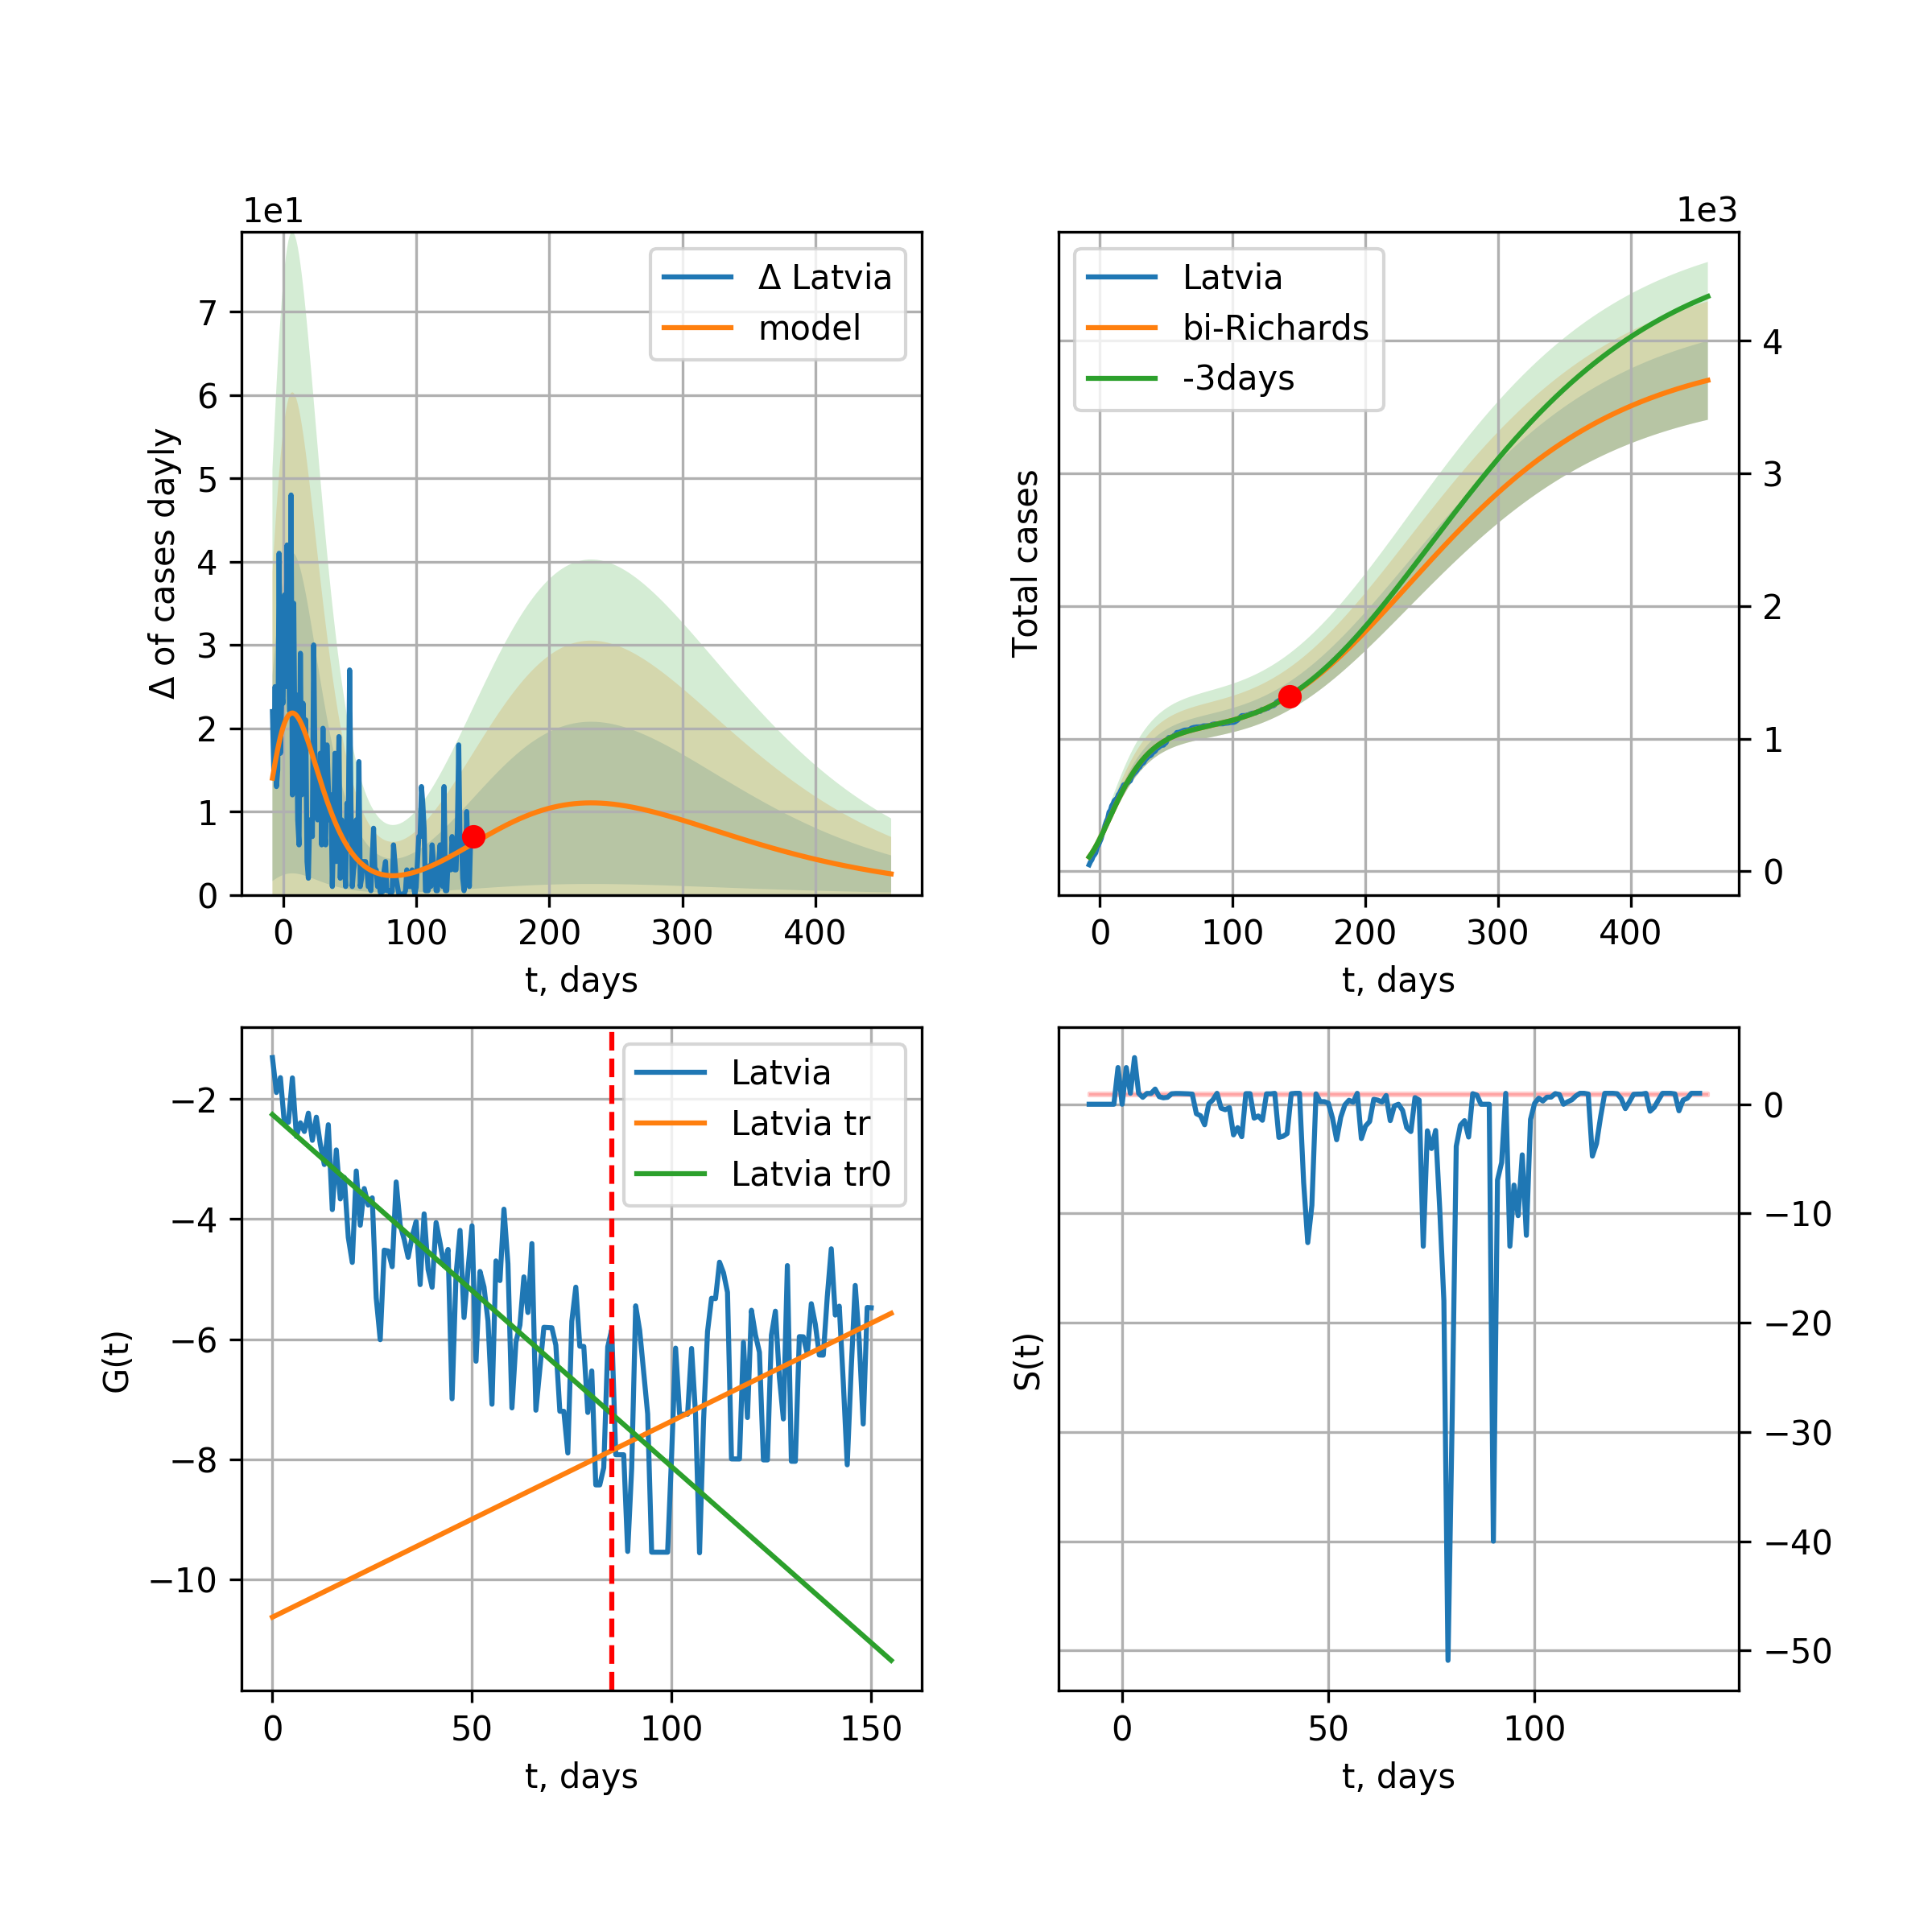 1e1
Δ of cases dayly
7
6
5
4
3
2
1
0
0 100 200 300 400
t, days
Δ Latvia
model
1e3
Total cases
4
3
2
1
0
0 100 200 300 400
t, days
Latvia
bi-Richards
-3days
G(t)
−2
−4
−6
−8
−10
0 50 100 150
t, days
Latvia
Latvia tr
Latvia tr0
S(t)
0
−10
−20
−30
−40
−50
0 50 100
t, days